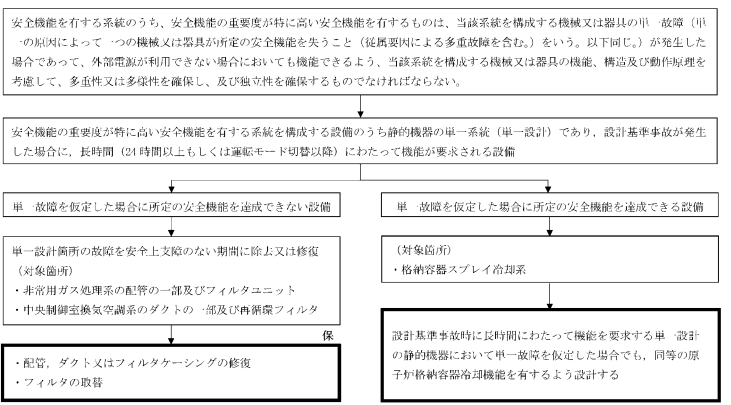 安全機能を有する系統のうち、安全機能の重要度が特に高い安全機能を有するものは、当該系統を構成する機械又は器具の単一故障（単
一の原因によって一つの機械又は器具が所定の安全機能を失うこと（従属要因による多重故障を含む。）をいう。以下同じ。）が発生した
場合であって、外部電源が利用できない場合においても機能できるよう、当該系統を構成する機械又は器具の機能、構造及び動作原理を
考慮して、多重性又は多様性を確保し、及び独立性を確保するものでなければならない。
安全機能の重要度が特に高い安全機能を有する系統を構成する設備のうち静的機器の単一系統（単一設計）であり，設計基準事故が発生
した場合に，長時間（24時間以上もしくは運転モード切替以降）にわたって機能が要求される設備
単一故障を仮定した場合に所定の安全機能を達成できない設備
単一故障を仮定した場合に所定の安全機能を達成できる設備
単一設計箇所の故障を安全上支障のない期間に除去又は修復
（対象箇所）
・非常用ガス処理系の配管の一部及びフィルタユニット
・中央制御室換気空調系のダクトの一部及び再循環フィルタ
（対象箇所）
・格納容器スプレイ冷却系
保
・配管，ダクト又はフィルタケーシングの修復
・フィルタの取替
設計基準事故時に長時間にわたって機能を要求する単一設計
の静的機器において単一故障を仮定した場合でも，同等の原
子炉格納容器冷却機能を有するよう設計する